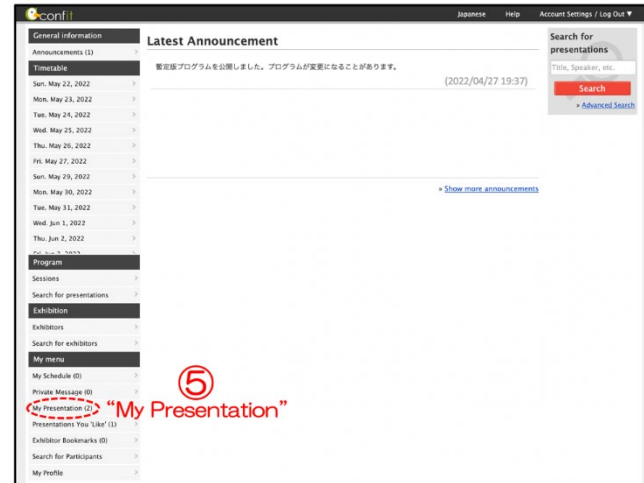 confit
Japanese Help Account Settings / Log Out ▼
General information
Announcements (1)
Timetable
Sun. May 22, 2022
Mon. May 23, 2022
Tue. May 24, 2022
Wed. May 25, 2022
Thu. May 26, 2022
Fri. May 27, 2022
Sun. May 29, 2022
Mon. May 30, 2022
Tue. May 31, 2022
Wed. Jun 1, 2022
Thu. Jun 2, 2022
Program
Sessions
Search for presentations
Exhibition
Exhibitors
Search for exhibitors
My menu
My Schedule (0)
Private Message (0)
My Presentation (2)
Presentations You 'Like' (1)
Exhibitor Bookmarks (0)
Search for Participants
My Profile
⑤
“My Presentation”
Latest Announcement
暫定版プログラムを公開しました。プログラムが変更になることがあります。
(2022/04/27 19:37)
» Show more announcements
Search for
presentations
Title, Speaker, etc.
Search
» Advanced Search